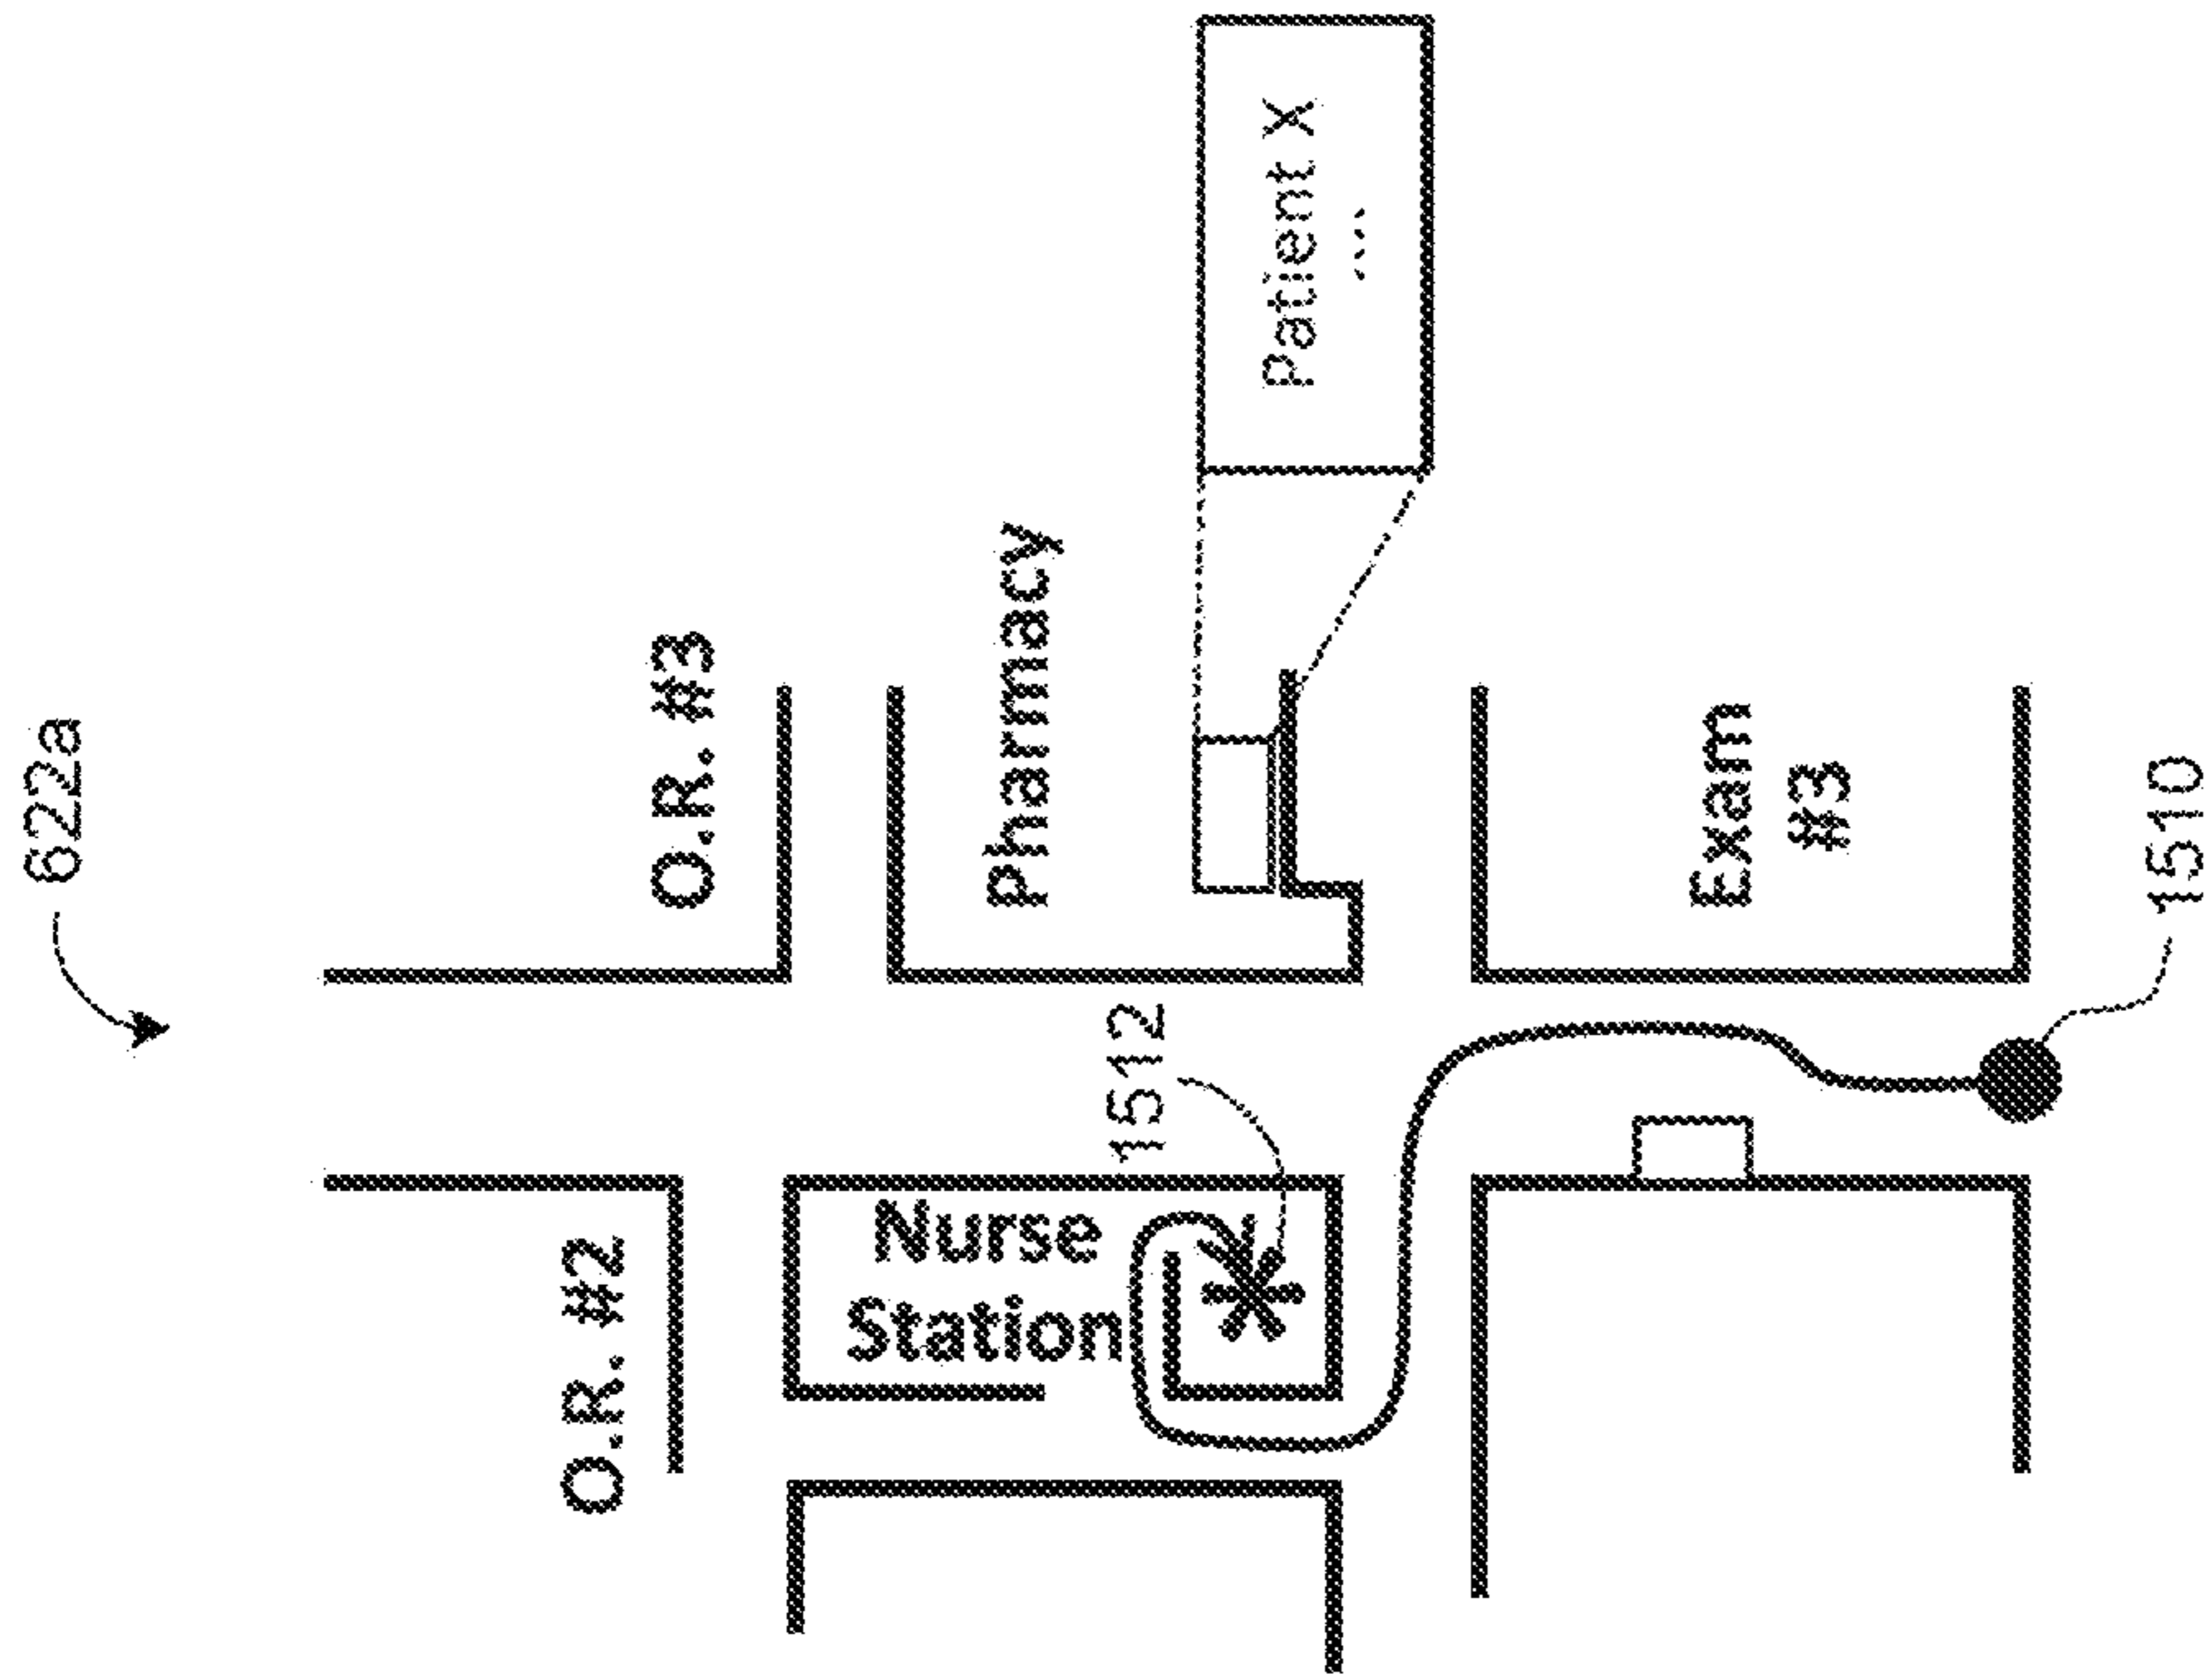 622a
O.R. #2
O.R. #3
Nurse
Station
Pharmacy
1512
Patient X
...
Exam
#3
1510